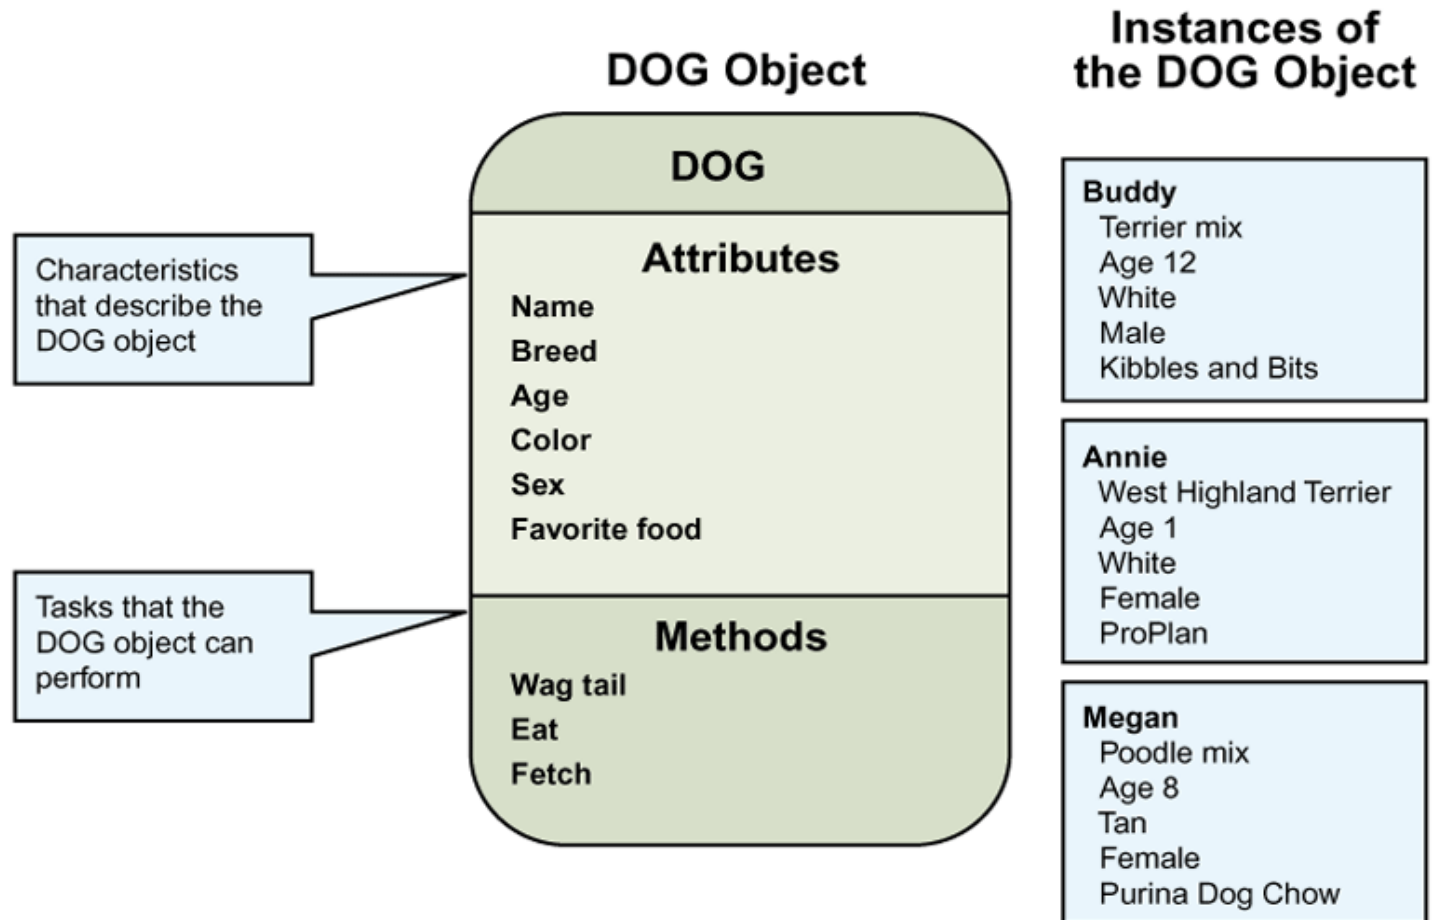 DOG Object
Instances of
the DOG Object
DOG
Attributes
Name
Breed
Age
Color
Sex
Favorite food
Methods
Wag tail
Eat
Fetch
Characteristics
that describe the
DOG object
Tasks that the
DOG object can
perform
Buddy
Terrier mix
Age 12
White
Male
Kibbles and Bits
Annie
West Highland Terrier
Age 1
White
Female
ProPlan
Megan
Poodle mix
Age 8
Tan
Female
Purina Dog Chow